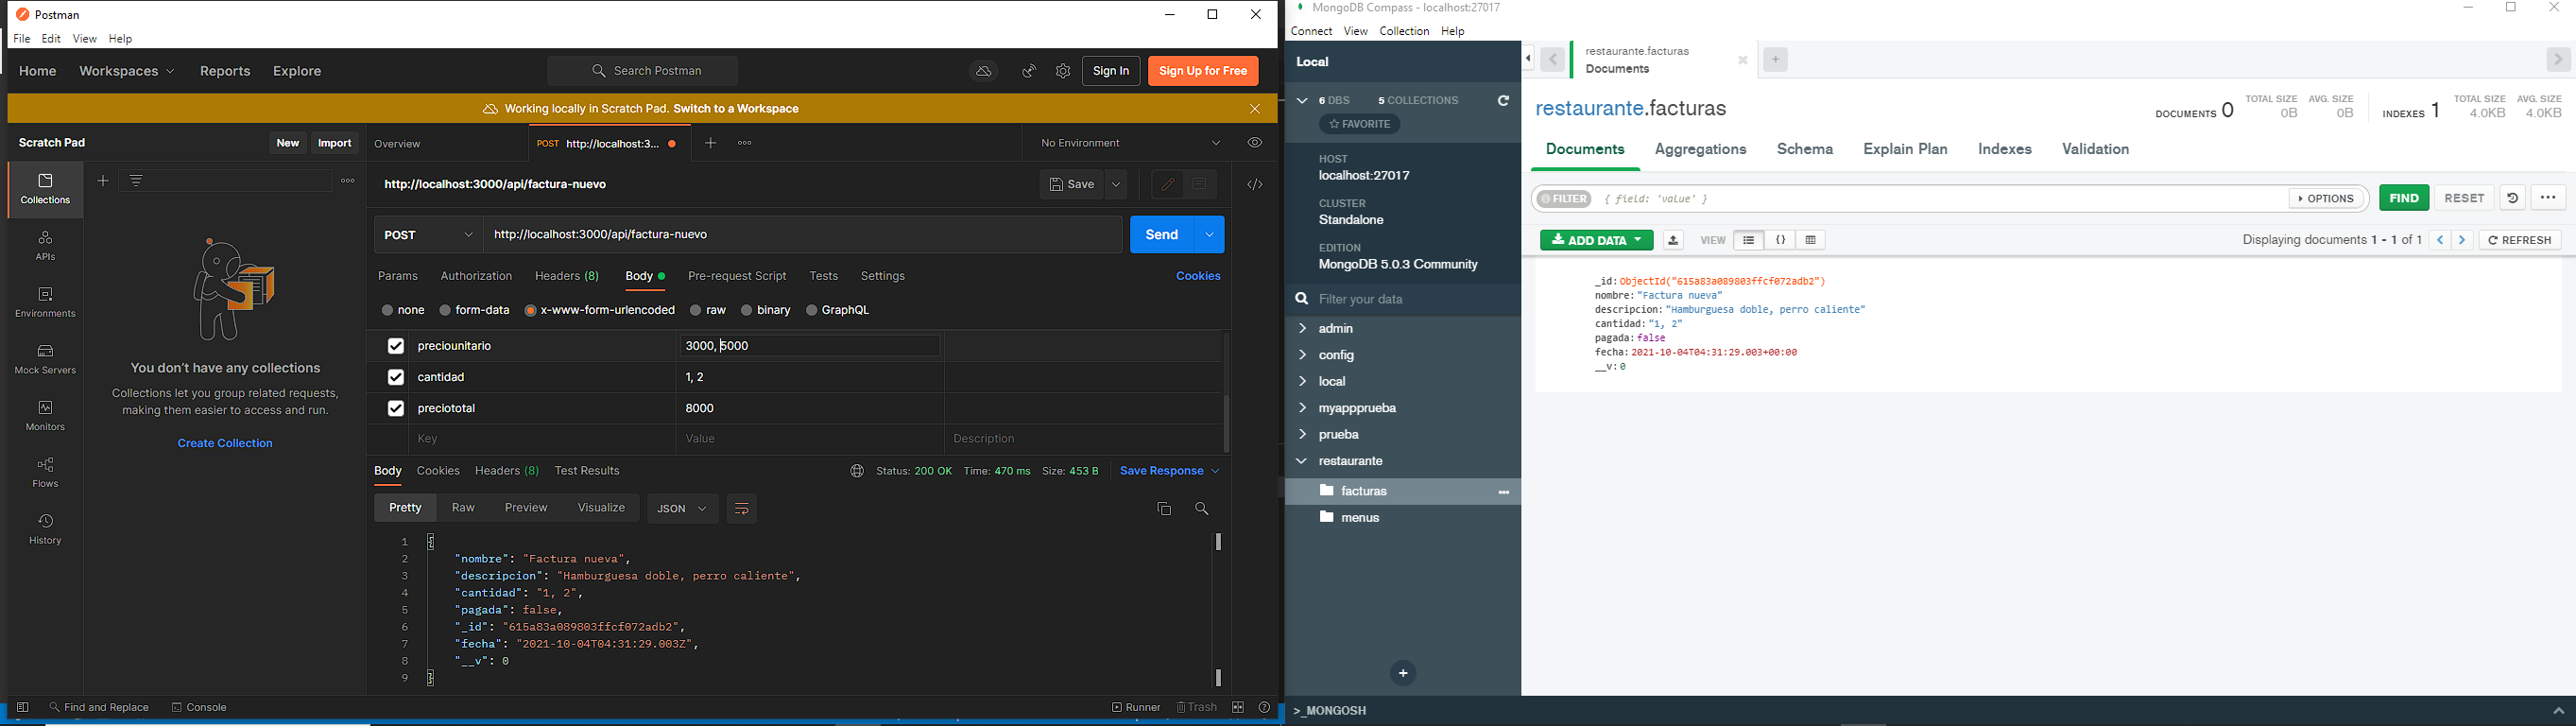 Postman
File Edit View Help
Home Workspaces Reports Explore Search Postman Sign In Sign Up for Free
Working locally in Scratch Pad. Switch to a Workspace
Scratch Pad New Import
Overview POST http://localhost:3... No Environment
Collections
APIs
Environments
Mock Servers
Monitors
Flows
History
You don't have any collections
Collections let you group related requests,
making them easier to access and run.
Create Collection
http://localhost:3000/api/factura-nuevo Save
POST http://localhost:3000/api/factura-nuevo Send
Params Authorization Headers (8) Body Pre-request Script Tests Settings Cookies
none form-data x-www-form-urlencoded raw binary GraphQL
preciounitario 3000, 5000
cantidad 1, 2
preciototal 8000
Key Value Description
Body Cookies Headers (8) Test Results Status: 200 OK Time: 470 ms Size: 453 B Save Response
Pretty Raw Preview Visualize JSON
1 {
2 "nombre": "Factura nueva",
3 "descripcion": "Hamburguesa doble, perro caliente",
4 "cantidad": "1, 2",
5 "pagada": false,
6 "_id": "615a83a089803ffcf072adb2",
7 "fecha": "2021-10-04T04:31:29.003Z",
8 "__v": 0
9 }
Find and Replace Console Runner Trash
MongoDB Compass - localhost:27017
Connect View Collection Help
Local
6 DBS 5 COLLECTIONS
FAVORITE
HOST
localhost:27017
CLUSTER
Standalone
EDITION
MongoDB 5.0.3 Community
Filter your data
admin
config
local
myappprueba
prueba
restaurante
facturas
menus
>_MONGOSH
restaurante.facturas
Documents
restaurante.facturas
DOCUMENTS 0 TOTAL SIZE 0B AVG. SIZE 0B INDEXES 1 TOTAL SIZE 4.0KB AVG. SIZE 4.0KB
Documents Aggregations Schema Explain Plan Indexes Validation
FILTER { field: 'value' } OPTIONS FIND RESET
ADD DATA VIEW Displaying documents 1 - 1 of 1 REFRESH
_id: ObjectId("615a83a089803ffcf072adb2")
nombre: "Factura nueva"
descripcion: "Hamburguesa doble, perro caliente"
cantidad: "1, 2"
pagada: false
fecha: 2021-10-04T04:31:29.003+00:00
__v: 0